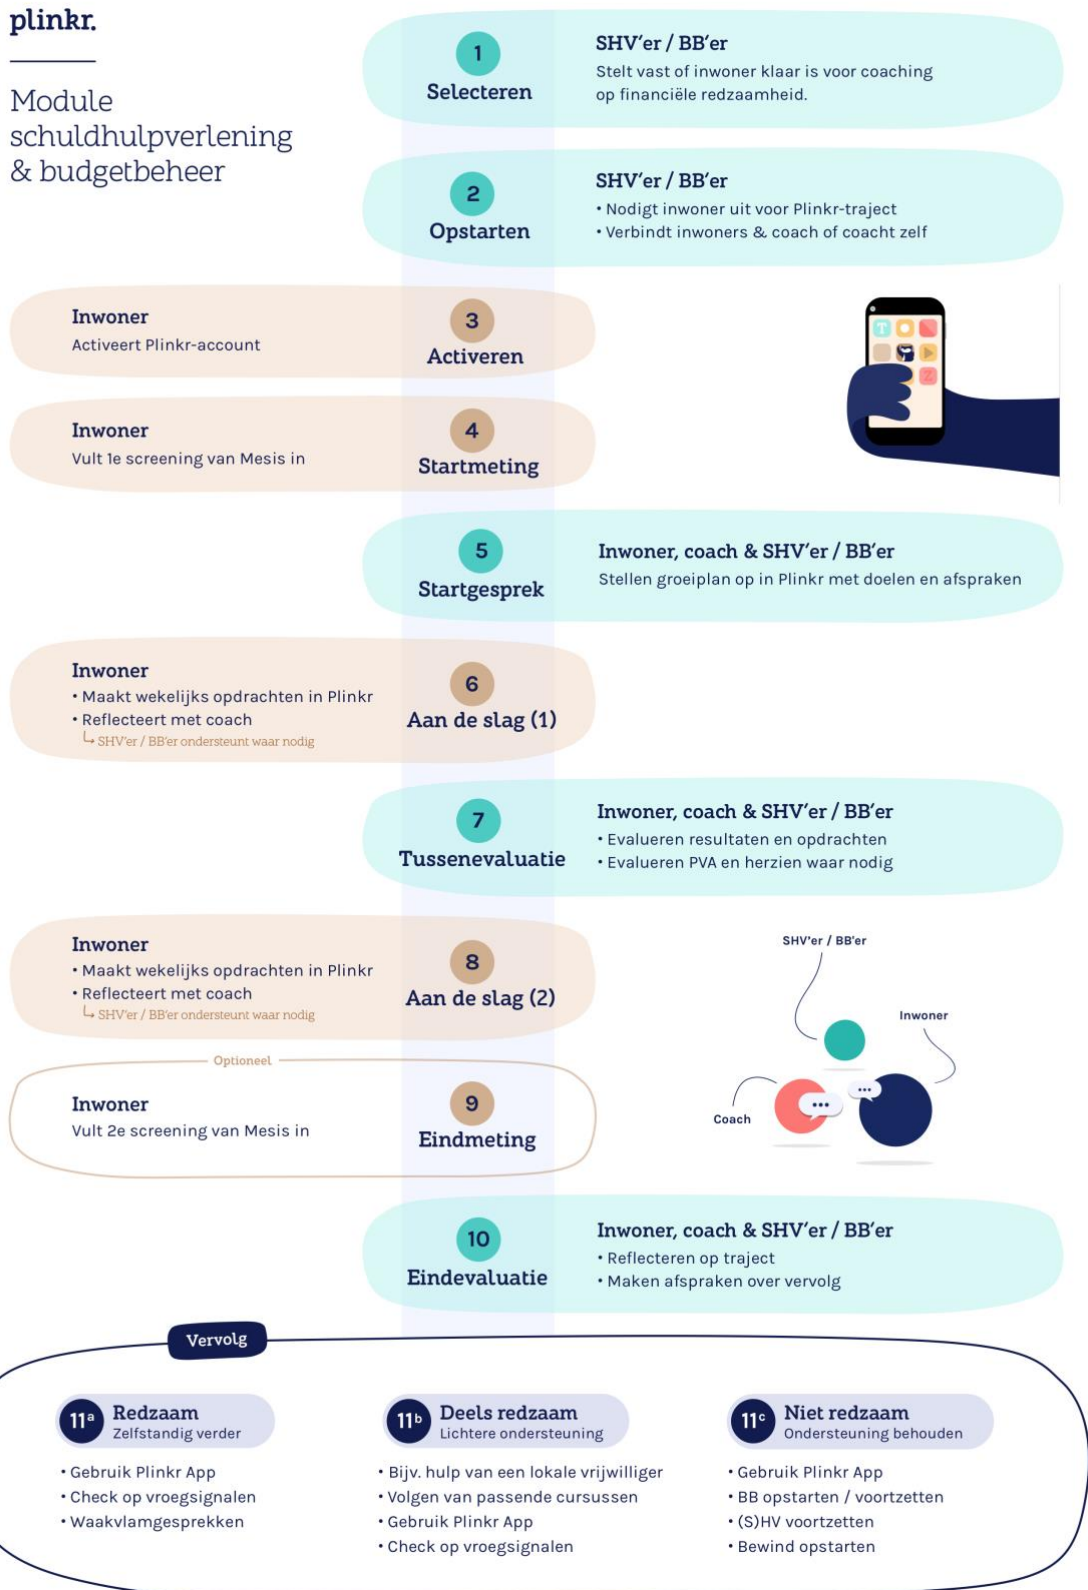 plinkr.
Module
schuldhulpverlening
& budgetbeheer
1
Selecteren
SHV'er / BB'er
Stelt vast of inwoner klaar is voor coaching
op financiële redzaamheid.
2
Opstarten
SHV'er / BB'er
• Nodigt inwoner uit voor Plinkr-traject
• Verbindt inwoners & coach of coacht zelf
Inwoner
Activeert Plinkr-account
3
Activeren
T
Z
Inwoner
Vult 1e screening van Mesis in
4
Startmeting
5
Startgesprek
Inwoner, coach & SHV'er / BB'er
Stellen groeiplan op in Plinkr met doelen en afspraken
Inwoner
• Maakt wekelijks opdrachten in Plinkr
• Reflecteert met coach
SHV'er / BB'er ondersteunt waar nodig
6
Aan de slag (1)
7
Tussenevaluatie
Inwoner, coach & SHV'er / BB'er
• Evalueren resultaten en opdrachten
• Evalueren PVA en herzien waar nodig
Inwoner
• Maakt wekelijks opdrachten in Plinkr
• Reflecteert met coach
SHV'er / BB'er ondersteunt waar nodig
8
Aan de slag (2)
SHV'er / BB'er
Inwoner
Coach
Optioneel
Inwoner
Vult 2e screening van Mesis in
9
Eindmeting
10
Eindevaluatie
Inwoner, coach & SHV'er / BB'er
• Reflecteren op traject
• Maken afspraken over vervolg
Vervolg
11ᵃ
Redzaam
Zelfstandig verder
• Gebruik Plinkr App
• Check op vroegsignalen
• Waakvlamgesprekken
11ᵇ
Deels redzaam
Lichtere ondersteuning
• Bijv. hulp van een lokale vrijwilliger
• Volgen van passende cursussen
• Gebruik Plinkr App
• Check op vroegsignalen
11ᶜ
Niet redzaam
Ondersteuning behouden
• Gebruik Plinkr App
• BB opstarten / voortzetten
• (S)HV voortzetten
• Bewind opstarten